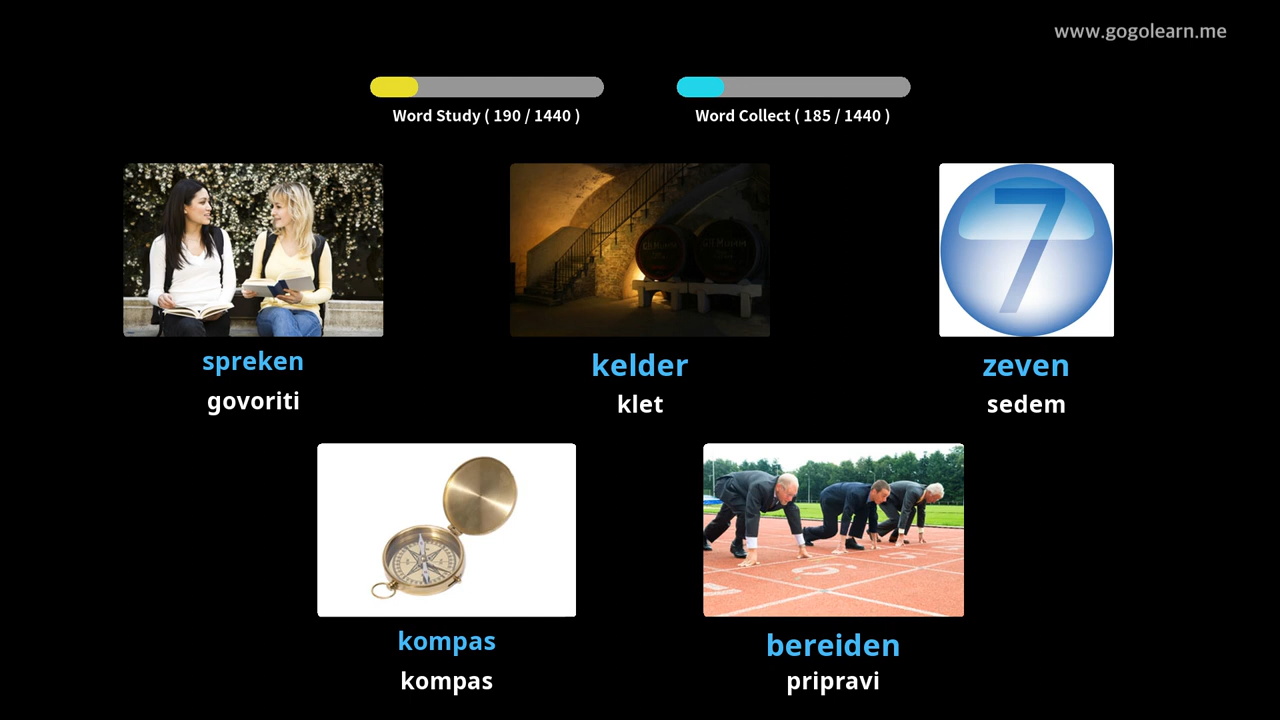 www.gogolearn.me
Word Study ( 190 / 1440 )
Word Collect ( 185 / 1440 )
7
spreken
govoriti
kelder
klet
zeven
sedem
kompas
kompas
bereiden
pripravi